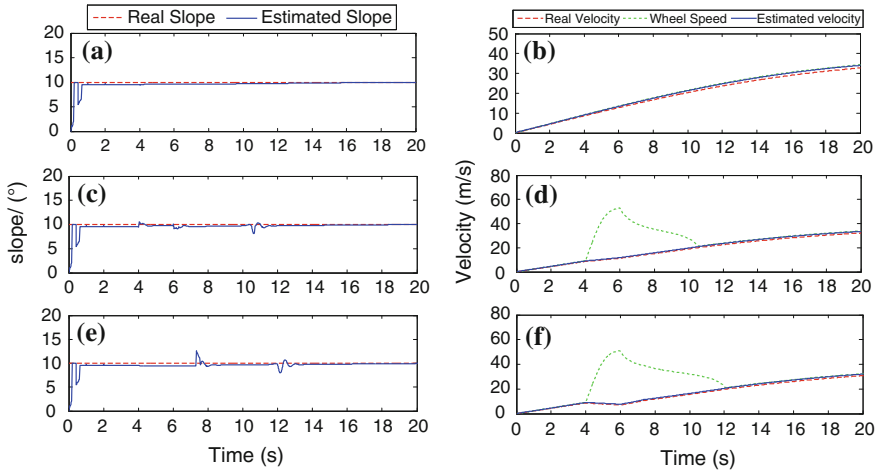 Real Slope Estimated Slope
Real Velocity Wheel Speed Estimated velocity
(a)
20
15
10
5
0
0 2 4 6 8 10 12 14 16 18 20
(b)
50
40
30
20
10
0
0 2 4 6 8 10 12 14 16 18 20
slope/ (°)
(c)
20
15
10
5
0
0 2 4 6 8 10 12 14 16 18 20
Velocity (m/s)
(d)
80
60
40
20
0
0 2 4 6 8 10 12 14 16 18 20
(e)
20
15
10
5
0
0 2 4 6 8 10 12 14 16 18 20
Time (s)
(f)
80
60
40
20
0
0 2 4 6 8 10 12 14 16 18 20
Time (s)